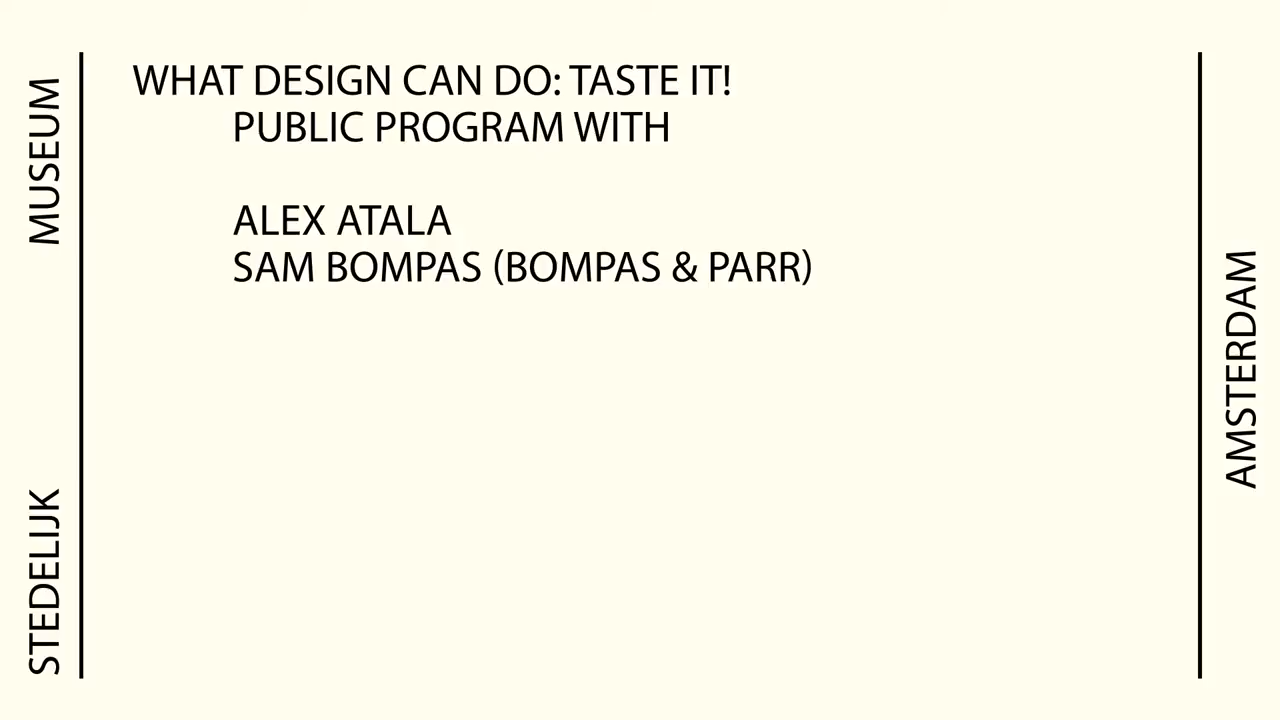 WHAT DESIGN CAN DO: TASTE IT!
PUBLIC PROGRAM WITH
ALEX ATALA
SAM BOMPAS (BOMPAS & PARR)
STEDELIJK MUSEUM
AMSTERDAM